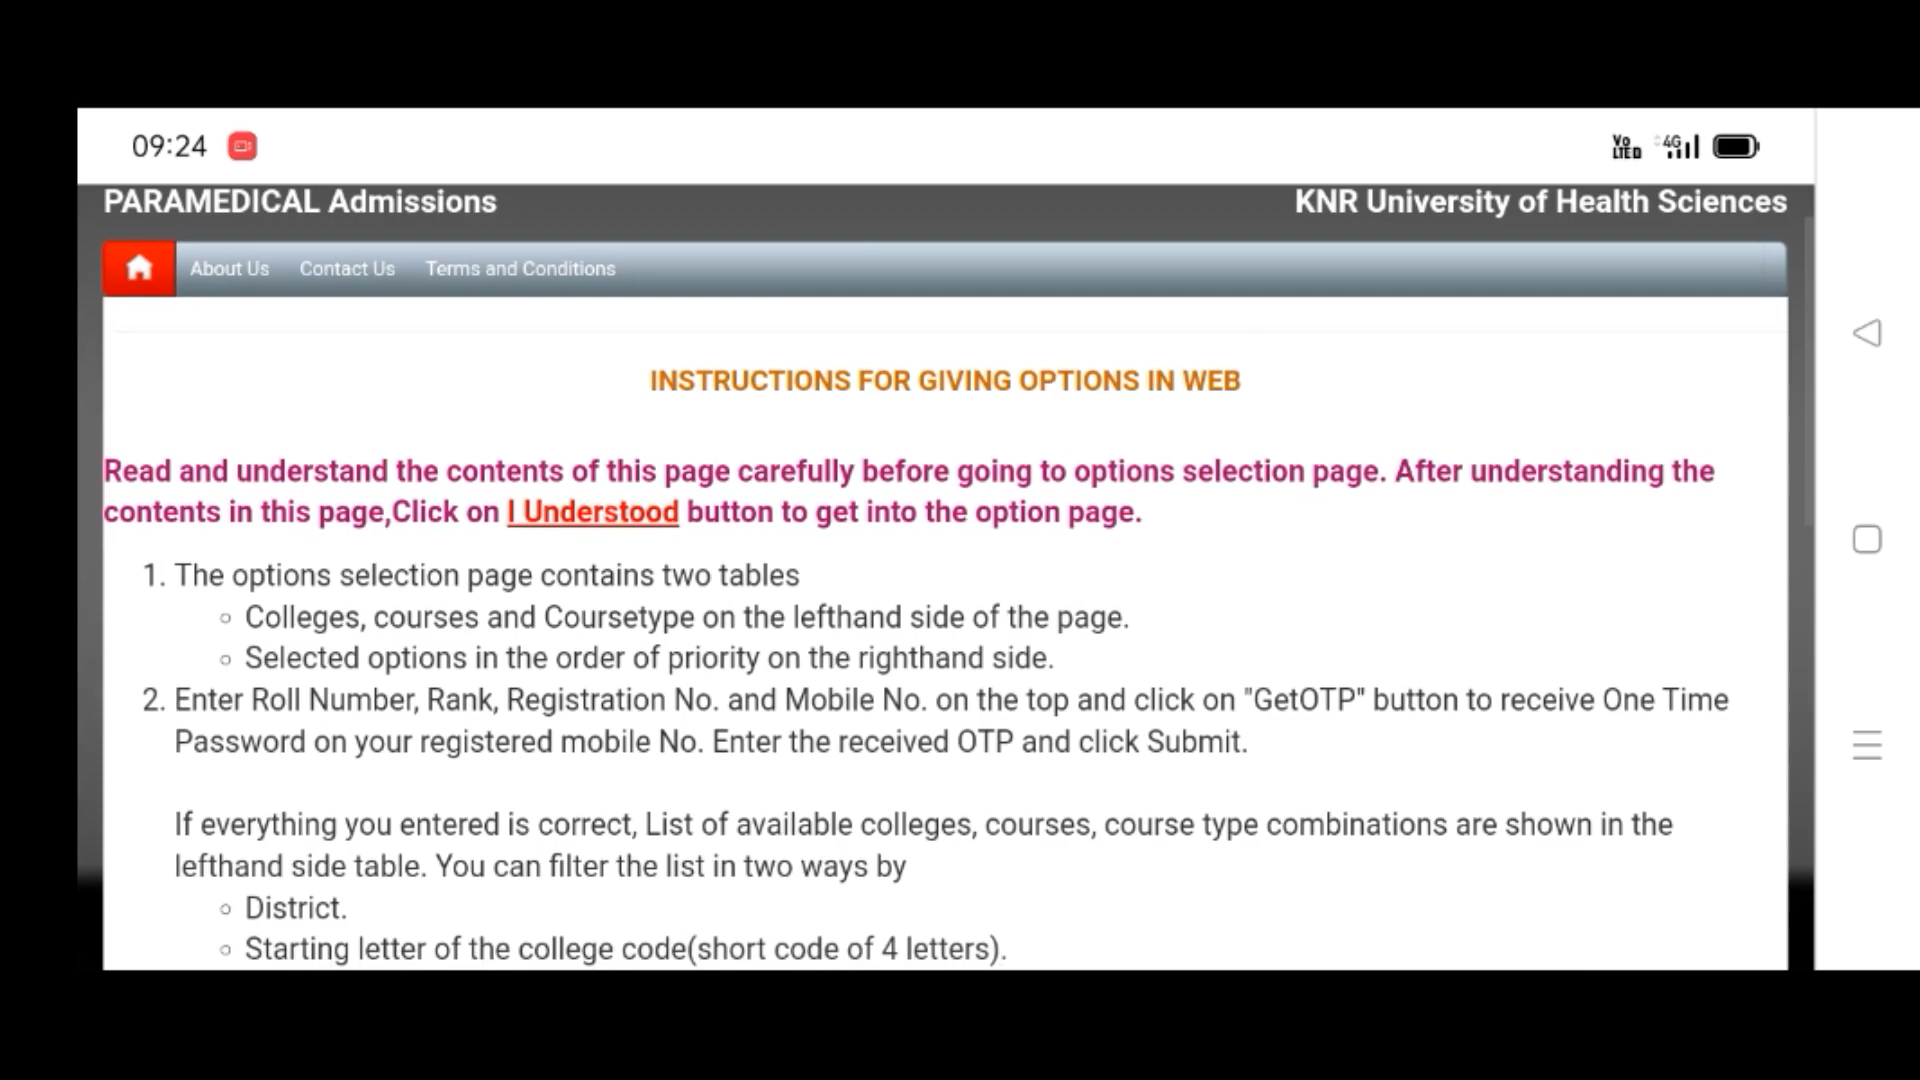 09:24
Vo LTE 4G
PARAMEDICAL Admissions
KNR University of Health Sciences
About Us Contact Us Terms and Conditions
INSTRUCTIONS FOR GIVING OPTIONS IN WEB
Read and understand the contents of this page carefully before going to options selection page. After understanding the
contents in this page,Click on I Understood button to get into the option page.
1. The options selection page contains two tables
○ Colleges, courses and Coursetype on the lefthand side of the page.
○ Selected options in the order of priority on the righthand side.
2. Enter Roll Number, Rank, Registration No. and Mobile No. on the top and click on "GetOTP" button to receive One Time
Password on your registered mobile No. Enter the received OTP and click Submit.
If everything you entered is correct, List of available colleges, courses, course type combinations are shown in the
lefthand side table. You can filter the list in two ways by
○ District.
○ Starting letter of the college code(short code of 4 letters).